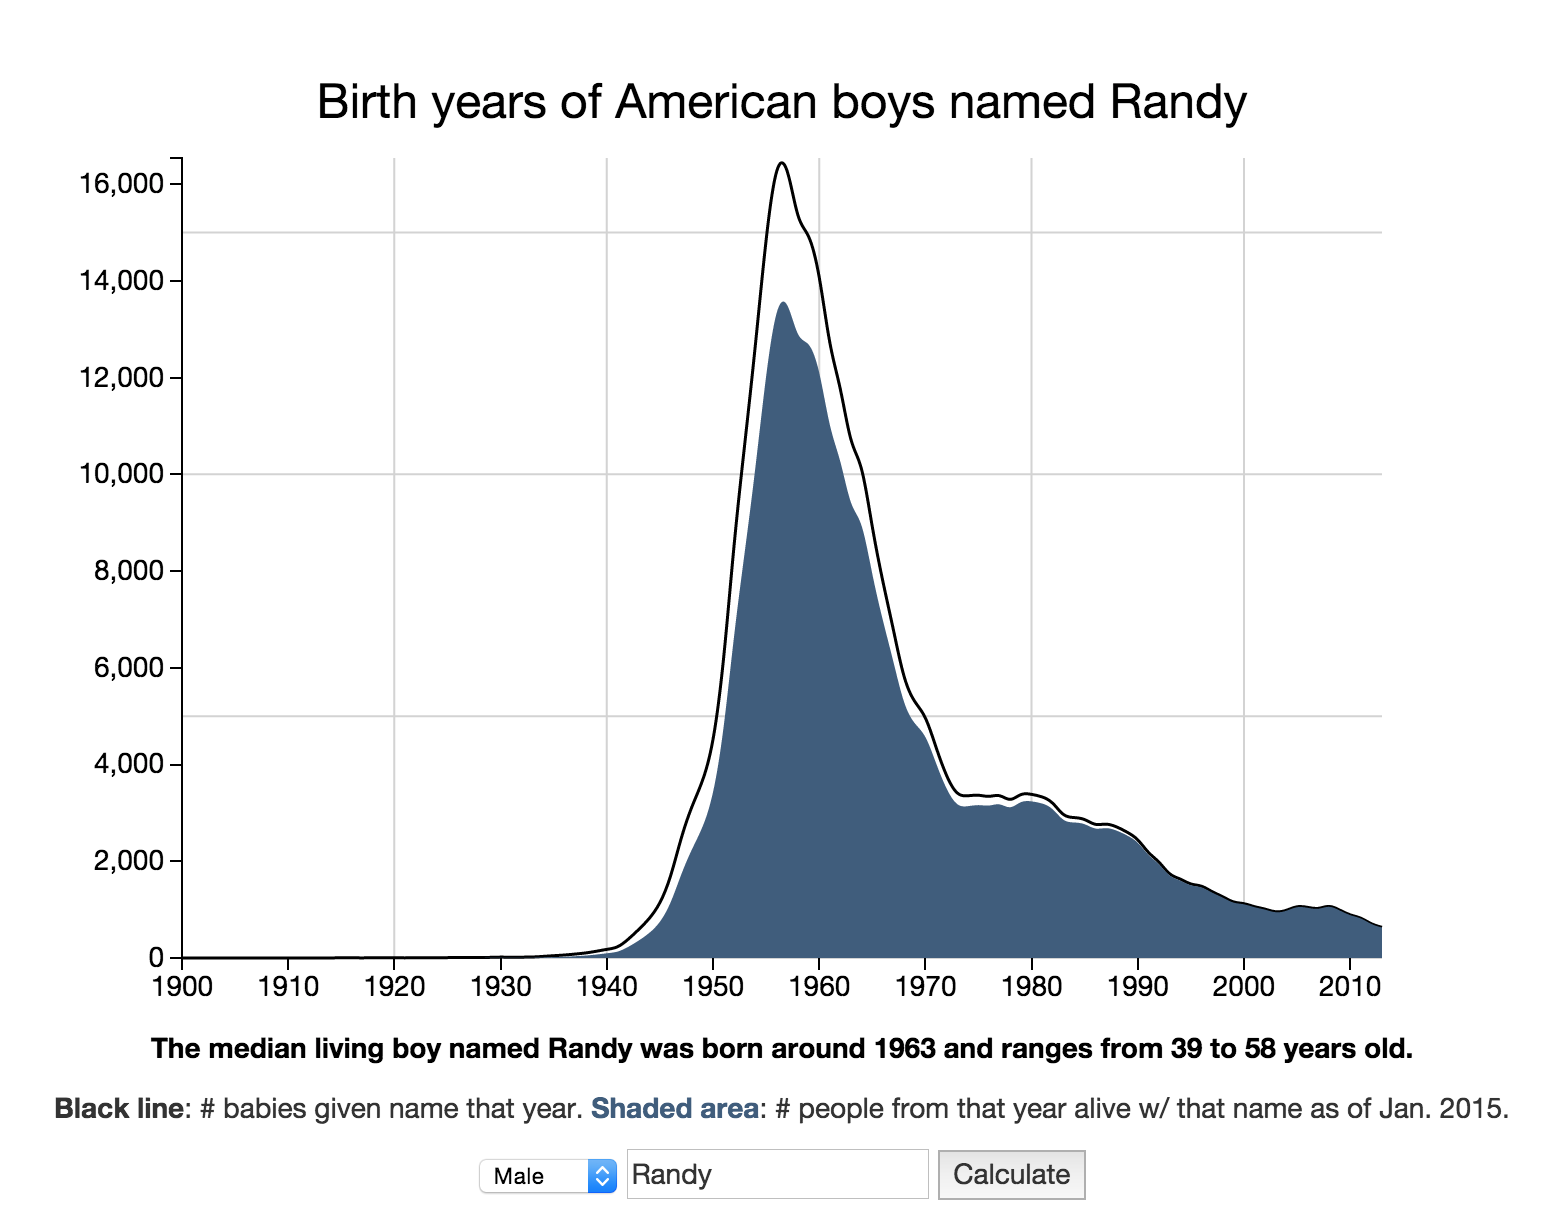 Birth years of American boys named Randy
16,000
14,000
12,000
10,000
8,000
6,000
4,000
2,000
0
1900 1910 1920 1930 1940 1950 1960 1970 1980 1990 2000 2010
The median living boy named Randy was born around 1963 and ranges from 39 to 58 years old.
Black line: # babies given name that year. Shaded area: # people from that year alive w/ that name as of Jan. 2015.
Male Randy Calculate